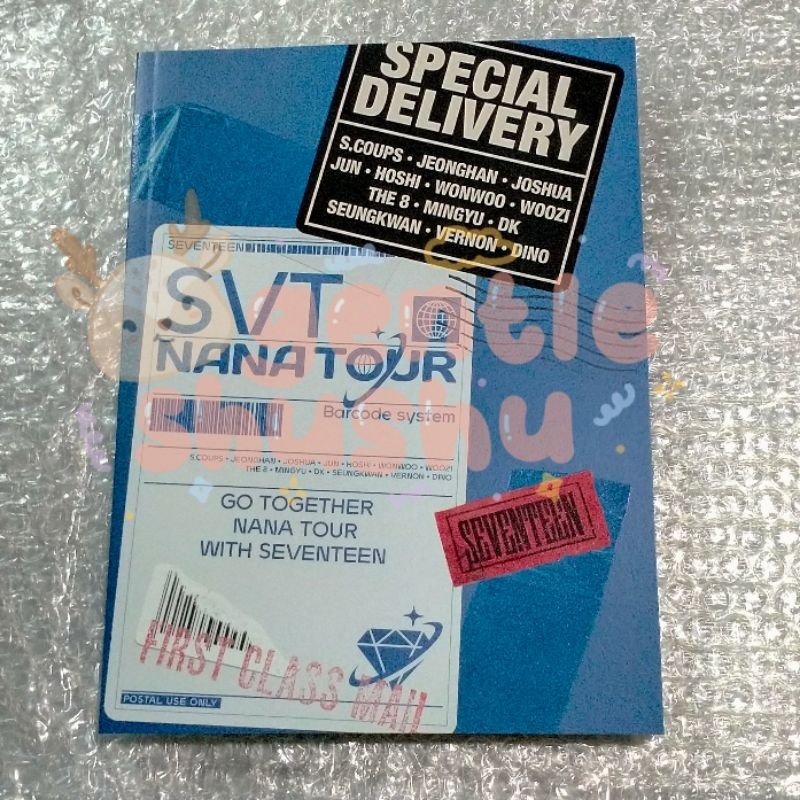 SPECIAL
DELIVERY
S.COUPS • JEONGHAN • JOSHUA
JUN • HOSHI • WONWOO • WOOZI
THE 8 • MINGYU • DK
SEUNGKWAN • VERNON • DINO
SEVENTEEN
SVT
NANA TOUR
Barcode system
S.COUPS • JEONGHAN • JOSHUA • JUN • HOSHI • WONWOO • WOOZI
THE 8 • MINGYU • DK • SEUNGKWAN • VERNON • DINO
GO TOGETHER
NANA TOUR
WITH SEVENTEEN
SEVENTEEN
FIRST CLASS MAIL
POSTAL USE ONLY
gentle
shushu